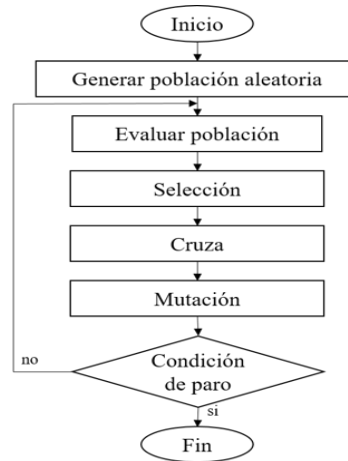 Inicio
Generar población aleatoria
Evaluar población
Selección
Cruza
Mutación
Condición
de paro
no
si
Fin